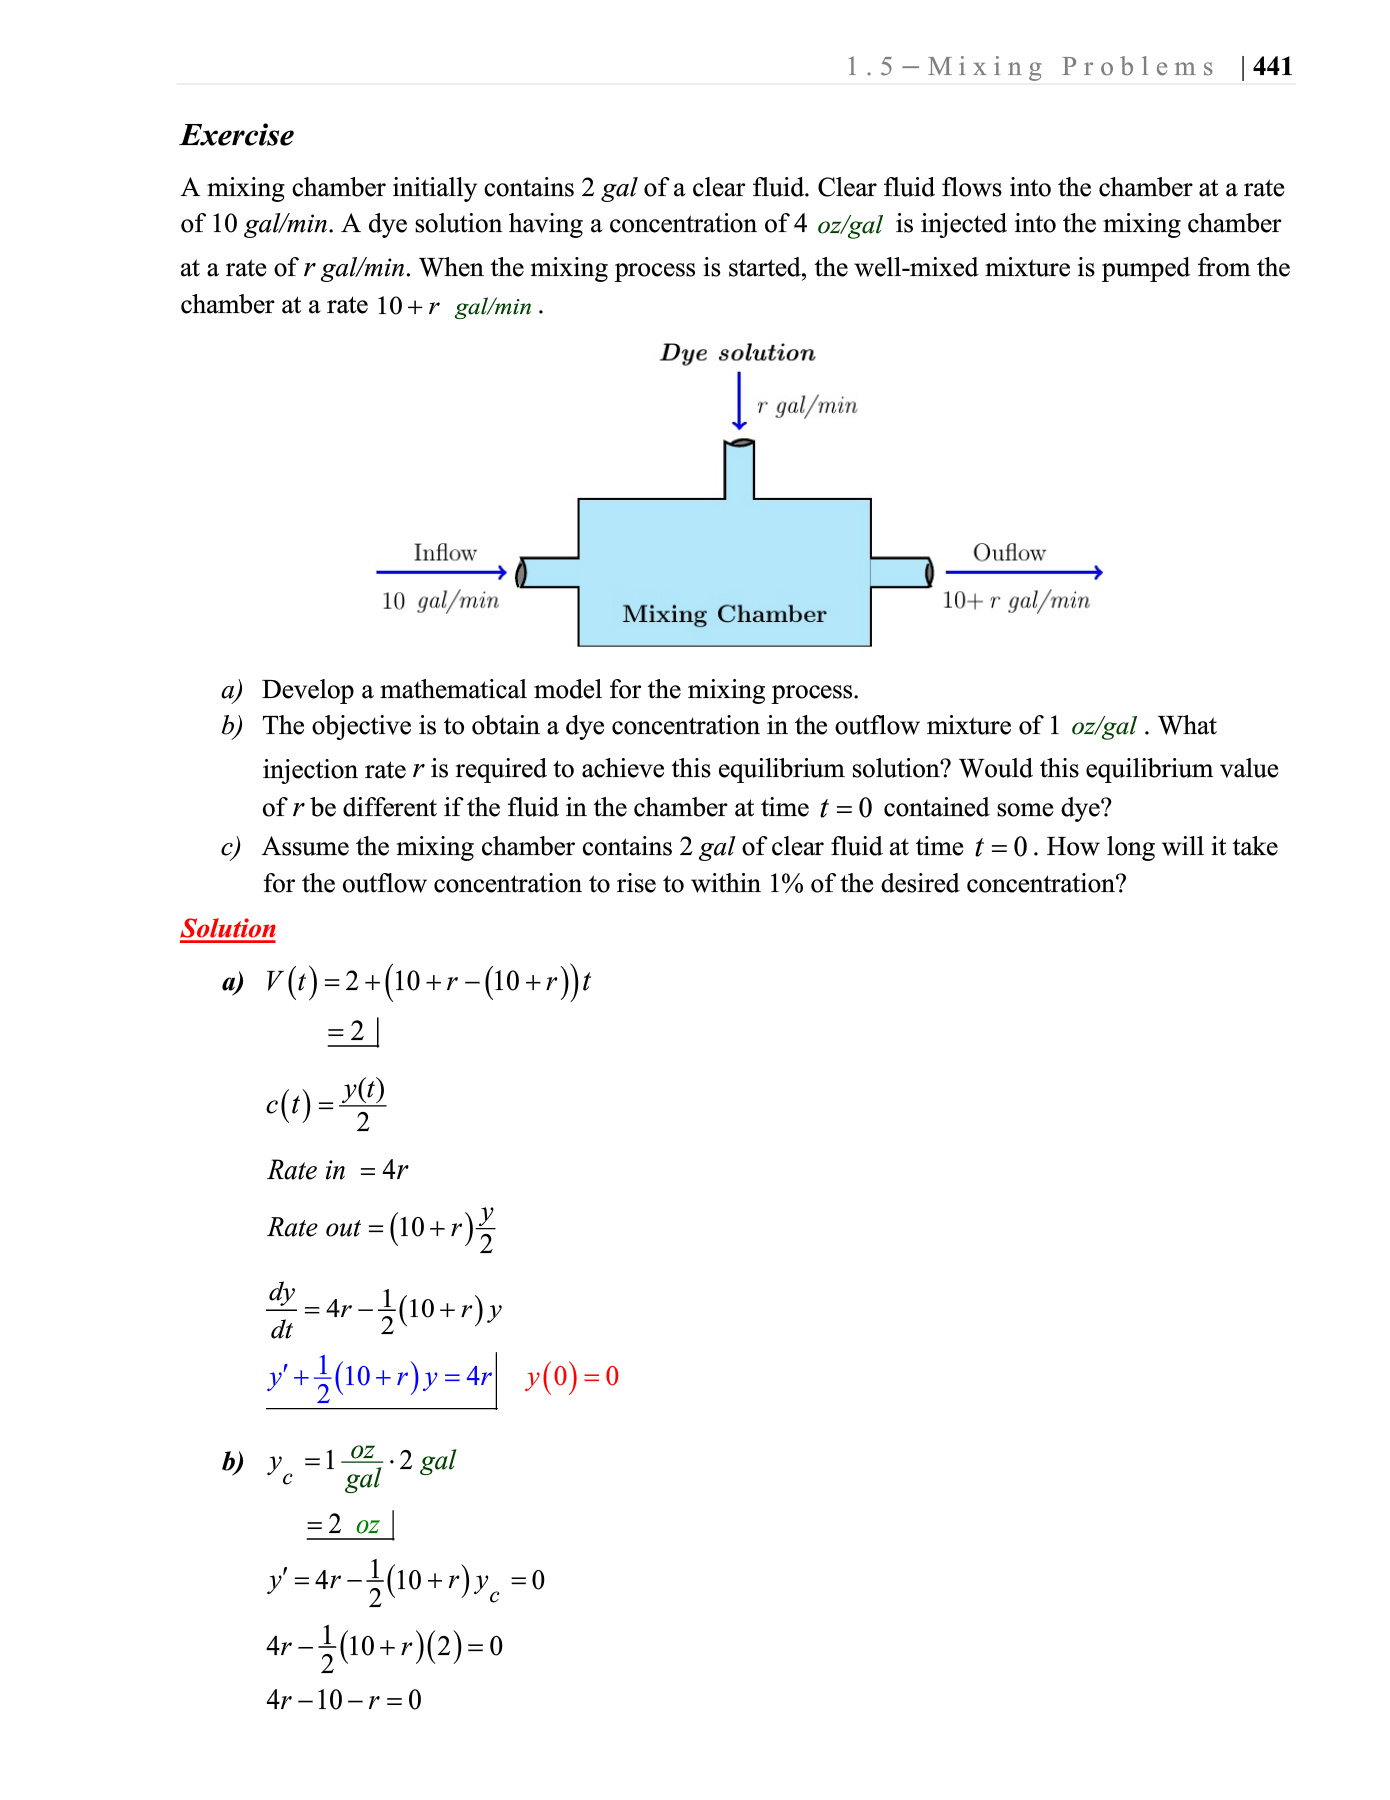 1.5 – Mixing Problems | 441
Exercise
A mixing chamber initially contains 2 gal of a clear fluid. Clear fluid flows into the chamber at a rate
of 10 gal/min. A dye solution having a concentration of 4 oz/gal is injected into the mixing chamber
at a rate of r gal/min. When the mixing process is started, the well-mixed mixture is pumped from the
chamber at a rate 10 + r gal/min .
Dye solution
r gal/min
Inflow
10 gal/min
Mixing Chamber
Ouflow
10+ r gal/min
a) Develop a mathematical model for the mixing process.
b) The objective is to obtain a dye concentration in the outflow mixture of 1 oz/gal . What
injection rate r is required to achieve this equilibrium solution? Would this equilibrium value
of r be different if the fluid in the chamber at time t = 0 contained some dye?
c) Assume the mixing chamber contains 2 gal of clear fluid at time t = 0 . How long will it take
for the outflow concentration to rise to within 1% of the desired concentration?
Solution
a) V(t) = 2 + (10 + r − (10 + r))t
= 2
c(t) = y(t)/2
Rate in = 4r
Rate out = (10 + r) y/2
dy/dt = 4r − 1/2 (10 + r) y
y′ + 1/2 (10 + r) y = 4r y(0) = 0
b) y_c = 1 oz/gal · 2 gal
= 2 oz
y′ = 4r − 1/2 (10 + r) y_c = 0
4r − 1/2 (10 + r)(2) = 0
4r − 10 − r = 0